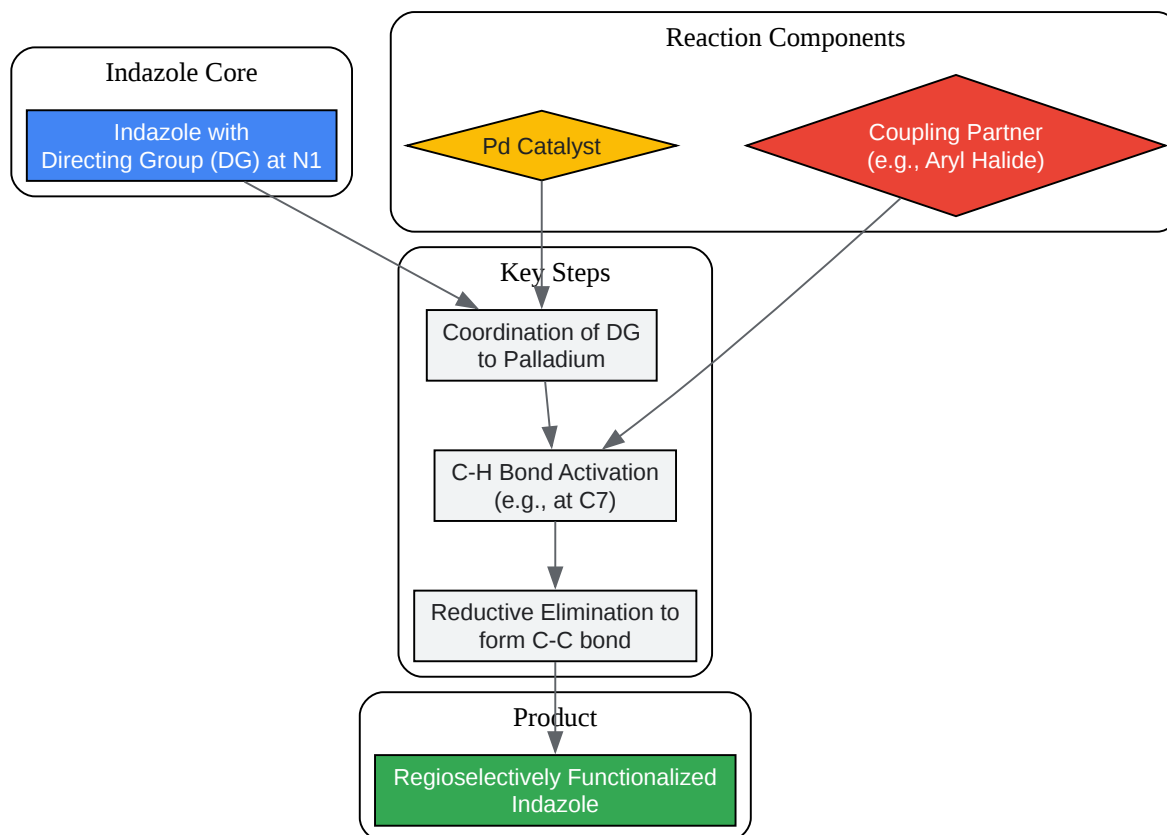 Reaction Components
Indazole Core
Indazole with
Directing Group (DG) at N1
Pd Catalyst
Coupling Partner
(e.g., Aryl Halide)
Key Steps
Coordination of DG
to Palladium
C-H Bond Activation
(e.g., at C7)
Reductive Elimination to
form C-C bond
Product
Regioselectively Functionalized
Indazole